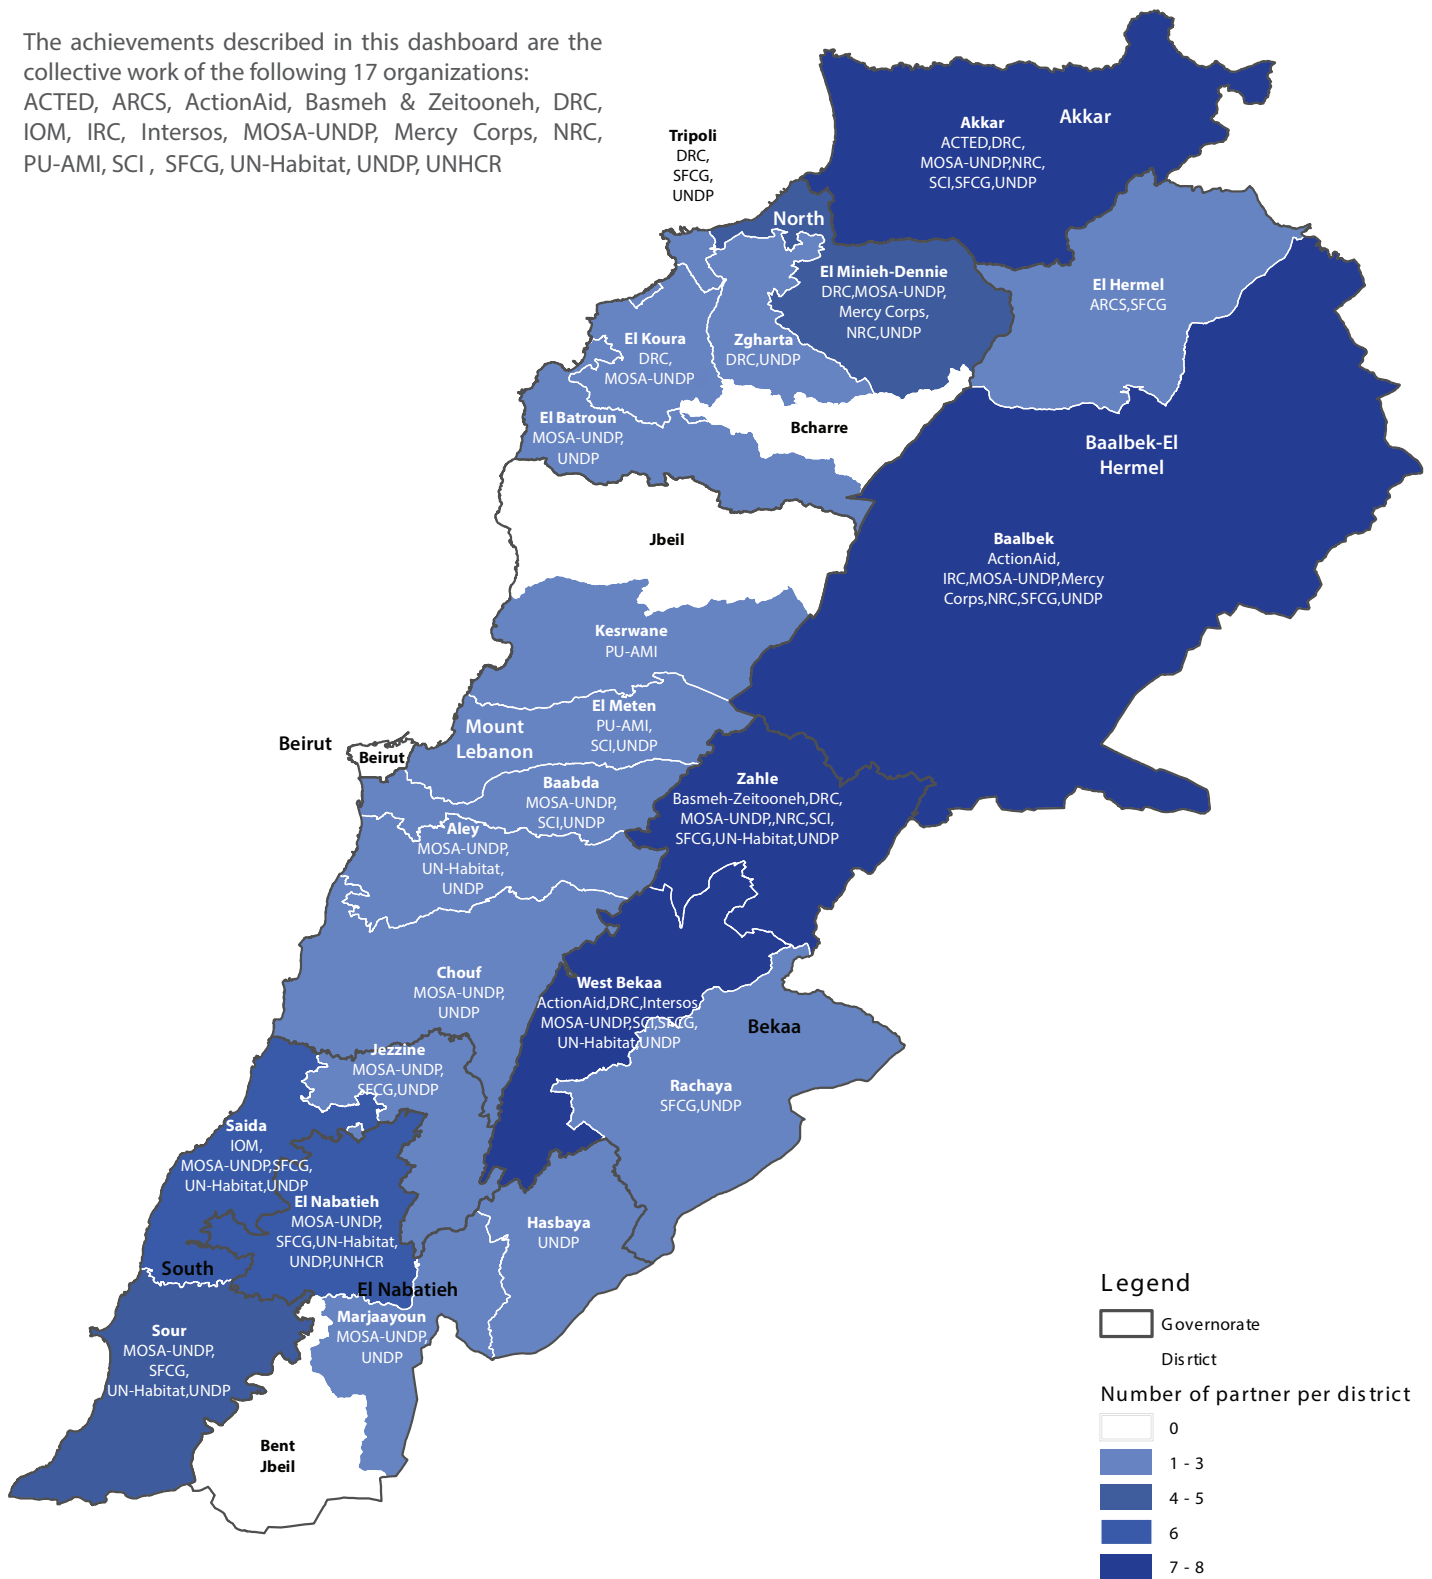 The achievements described in this dashboard are the
collective work of the following 17 organizations:
ACTED, ARCS, ActionAid, Basmeh & Zeitooneh, DRC,
IOM, IRC, Intersos, MOSA-UNDP, Mercy Corps, NRC,
PU-AMI, SCI , SFCG, UN-Habitat, UNDP, UNHCR
Akkar
Akkar
ACTED,DRC,
MOSA-UNDP,NRC,
SCI,SFCG,UNDP
Tripoli
DRC,
SFCG,
UNDP
North
El Minieh-Dennie
DRC,MOSA-UNDP,
Mercy Corps,
NRC,UNDP
El Hermel
ARCS,SFCG
El Koura
DRC,
MOSA-UNDP
Zgharta
DRC,UNDP
El Batroun
MOSA-UNDP,
UNDP
Bcharre
Baalbek-El
Hermel
Jbeil
Baalbek
ActionAid,
IRC,MOSA-UNDP,Mercy
Corps,NRC,SFCG,UNDP
Kesrwane
PU-AMI
El Meten
PU-AMI,
SCI,UNDP
Mount
Lebanon
Beirut
Beirut
Baabda
MOSA-UNDP,
SCI,UNDP
Zahle
Basmeh-Zeitooneh,DRC,
MOSA-UNDP,,NRC,SCI,
SFCG,UN-Habitat,UNDP
Aley
MOSA-UNDP,
UN-Habitat,
UNDP
Chouf
MOSA-UNDP,
UNDP
West Bekaa
ActionAid,DRC,Intersos,
MOSA-UNDP,SCI,SFCG,
UN-Habitat,UNDP
Bekaa
Jezzine
MOSA-UNDP,
SFCG,UNDP
Rachaya
SFCG,UNDP
Saida
IOM,
MOSA-UNDP,SFCG,
UN-Habitat,UNDP
El Nabatieh
MOSA-UNDP,
SFCG,UN-Habitat,
UNDP,UNHCR
Hasbaya
UNDP
South
El Nabatieh
Marjaayoun
MOSA-UNDP,
UNDP
Sour
MOSA-UNDP,
SFCG,
UN-Habitat,UNDP
Bent
Jbeil
Legend
Governorate
Disrtict
Number of partner per district
0
1 - 3
4 - 5
6
7 - 8